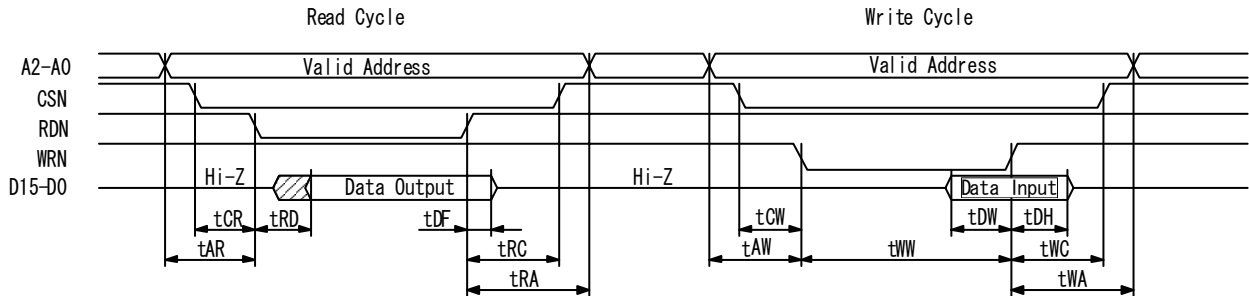 Read Cycle Write Cycle
A2-A0 Valid Address Valid Address
CSN
RDN
WRN
D15-D0 Hi-Z Data Output Hi-Z Data Input
tCR tRD tDF tCW tDW tDH
tAR tRC tAW tWW tWC
tRA tWA